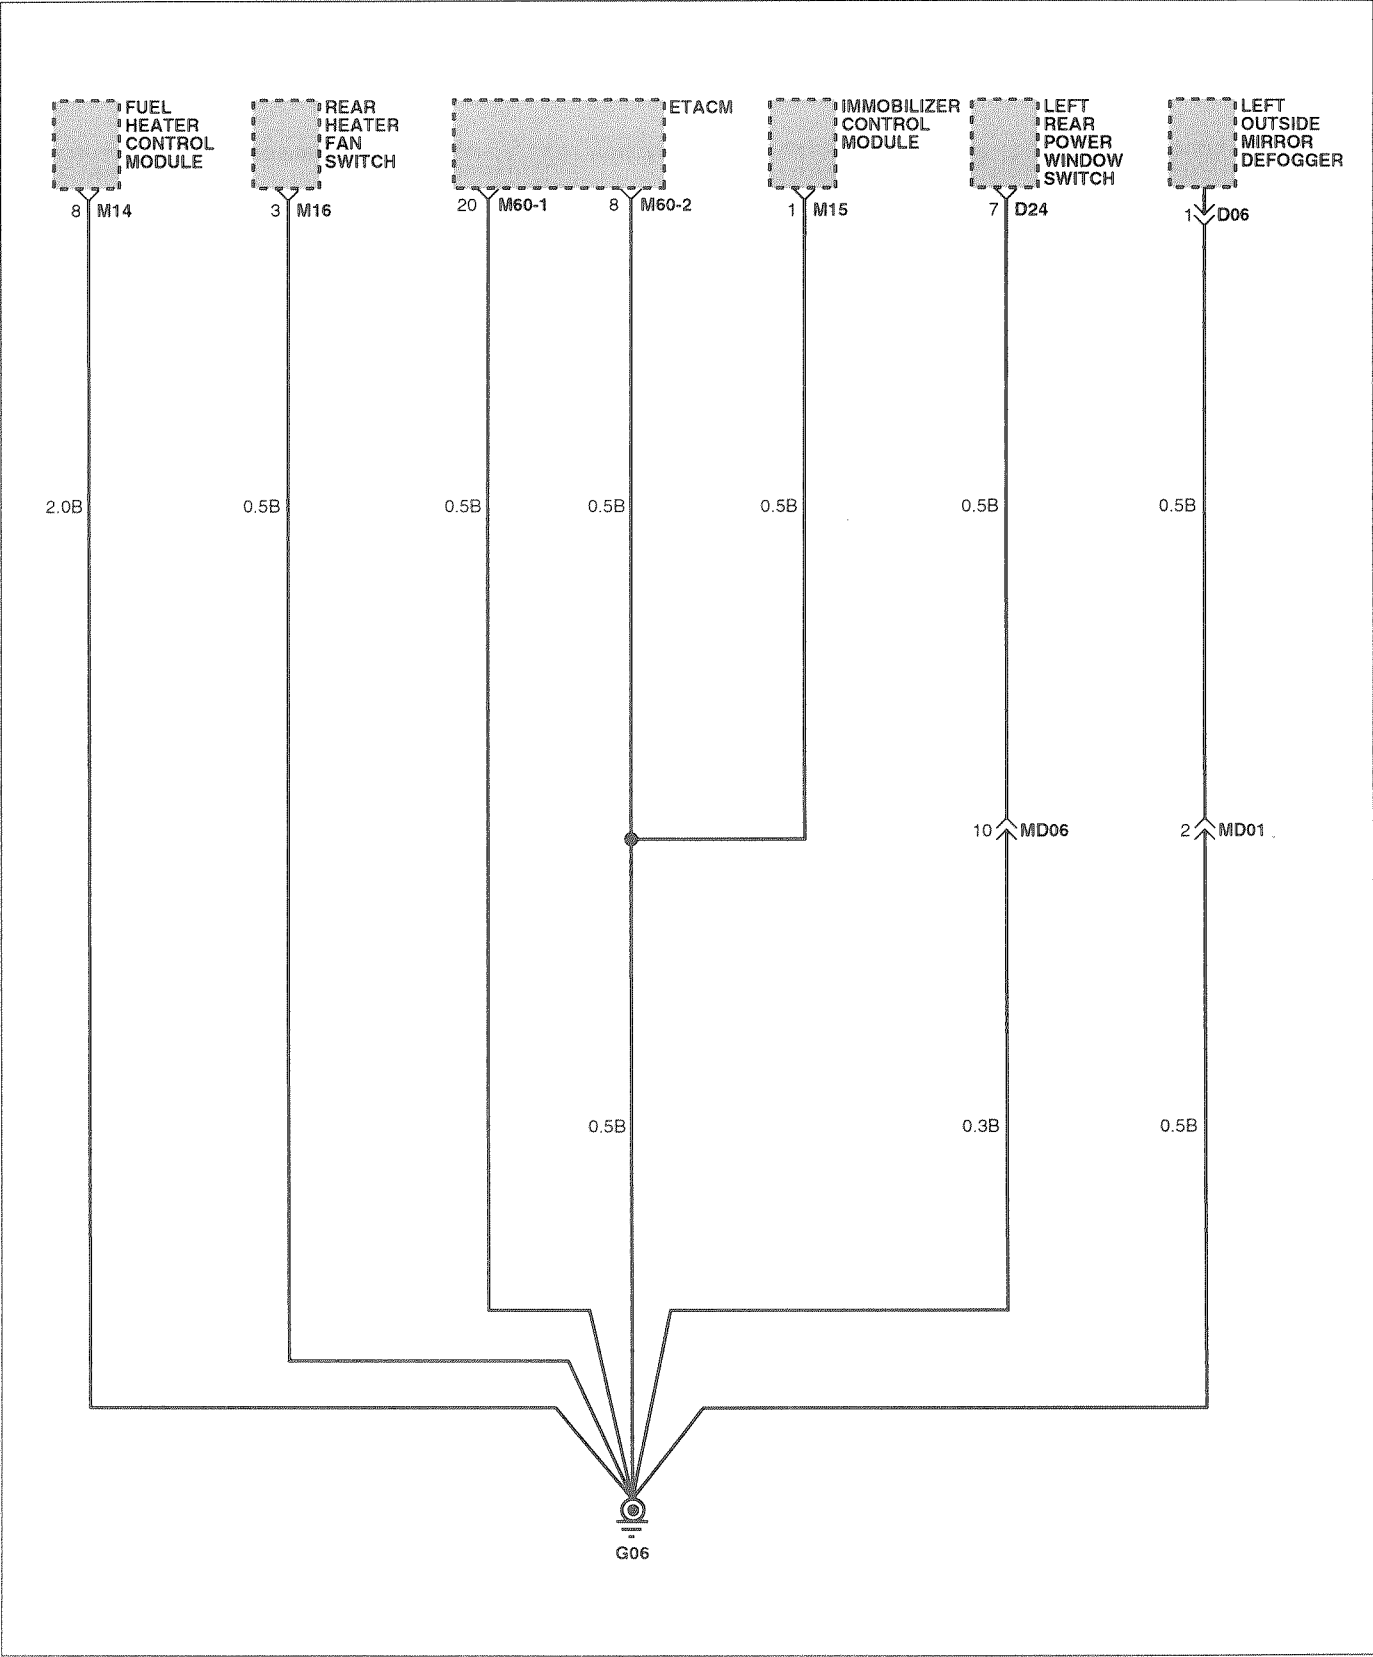 FUEL
HEATER
CONTROL
MODULE
REAR
HEATER
FAN
SWITCH
ETACM
IMMOBILIZER
CONTROL
MODULE
LEFT
REAR
POWER
WINDOW
SWITCH
LEFT
OUTSIDE
MIRROR
DEFOGGER
8 M14
3 M16
20 M60-1
8 M60-2
1 M15
7 D24
1 D06
2.0B
0.5B
0.5B
0.5B
0.5B
0.5B
0.5B
10 MD06
2 MD01
0.5B
0.3B
0.5B
G06